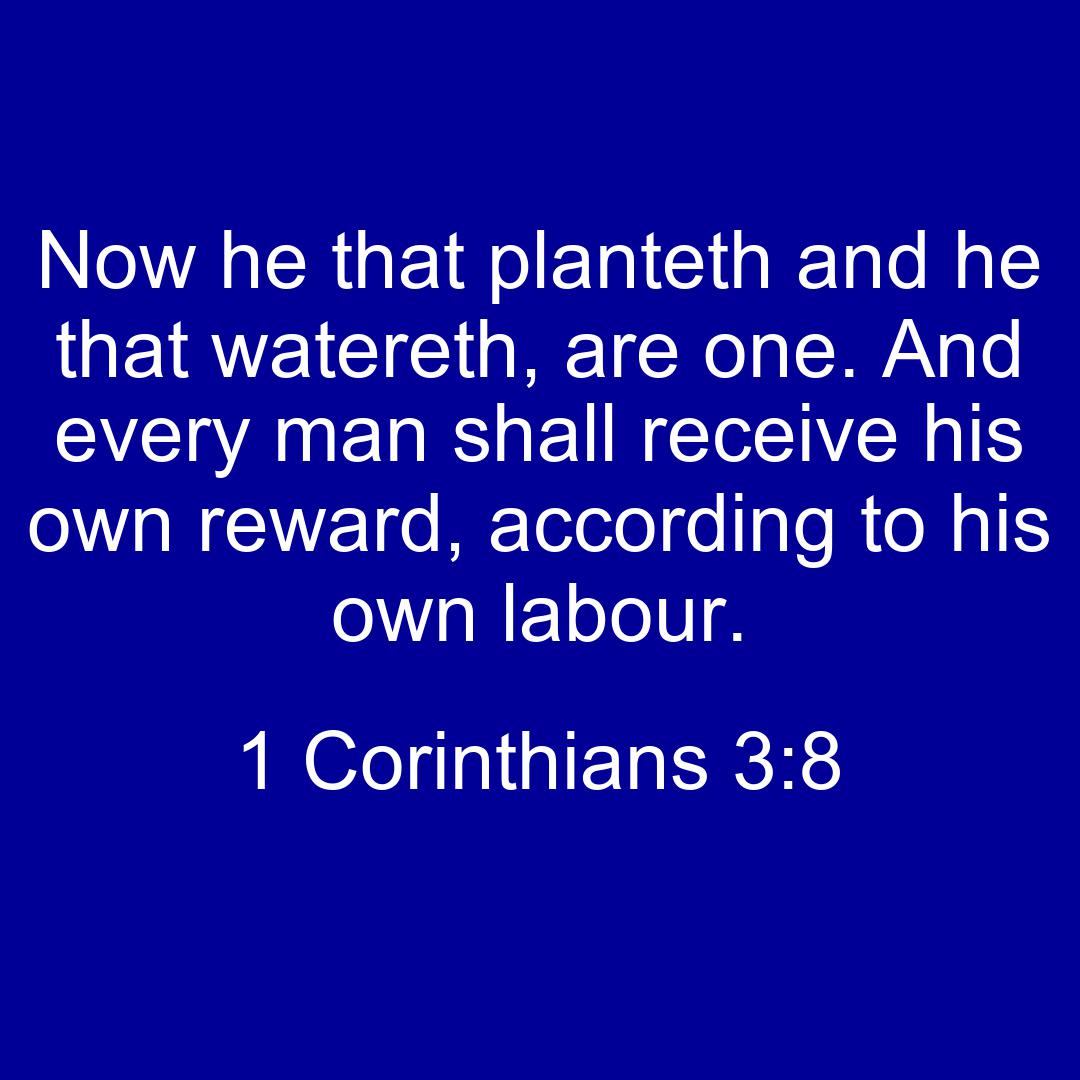 Now he that planteth and he
that watereth, are one. And
every man shall receive his
own reward, according to his
own labour.
1 Corinthians 3:8